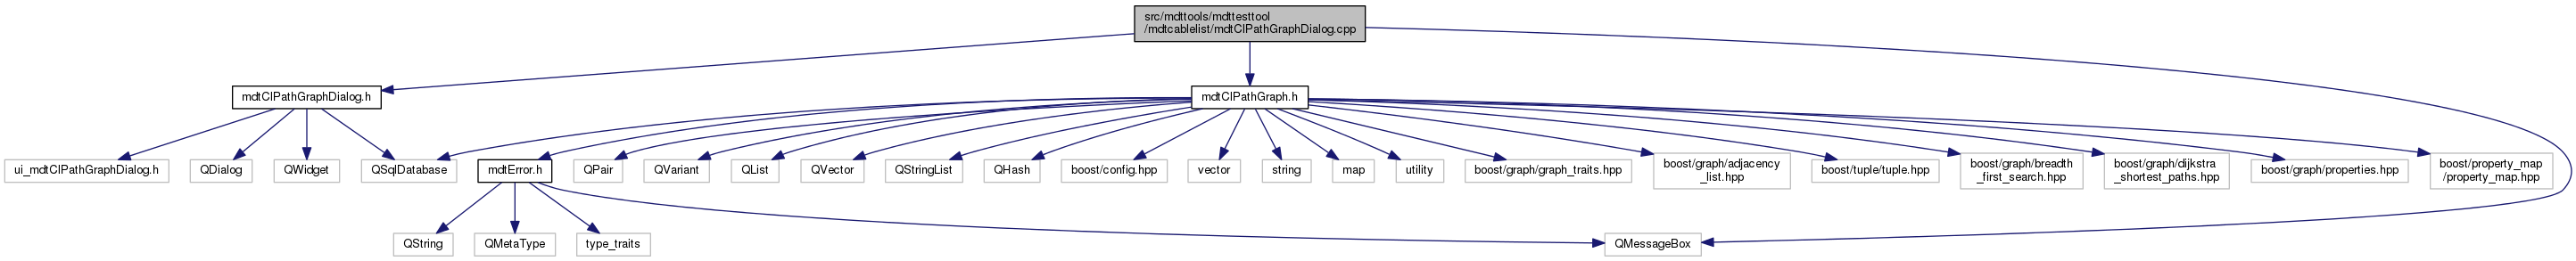 src/mdttools/mdttesttool
/mdtcablelist/mdtClPathGraphDialog.cpp
mdtClPathGraphDialog.h
mdtClPathGraph.h
ui_mdtClPathGraphDialog.h
QDialog
QWidget
QSqlDatabase
mdtError.h
QPair
QVariant
QList
QVector
QStringList
QHash
boost/config.hpp
vector
string
map
utility
boost/graph/graph_traits.hpp
boost/graph/adjacency
_list.hpp
boost/tuple/tuple.hpp
boost/graph/breadth
_first_search.hpp
boost/graph/dijkstra
_shortest_paths.hpp
boost/graph/properties.hpp
boost/property_map
/property_map.hpp
QString
QMetaType
type_traits
QMessageBox